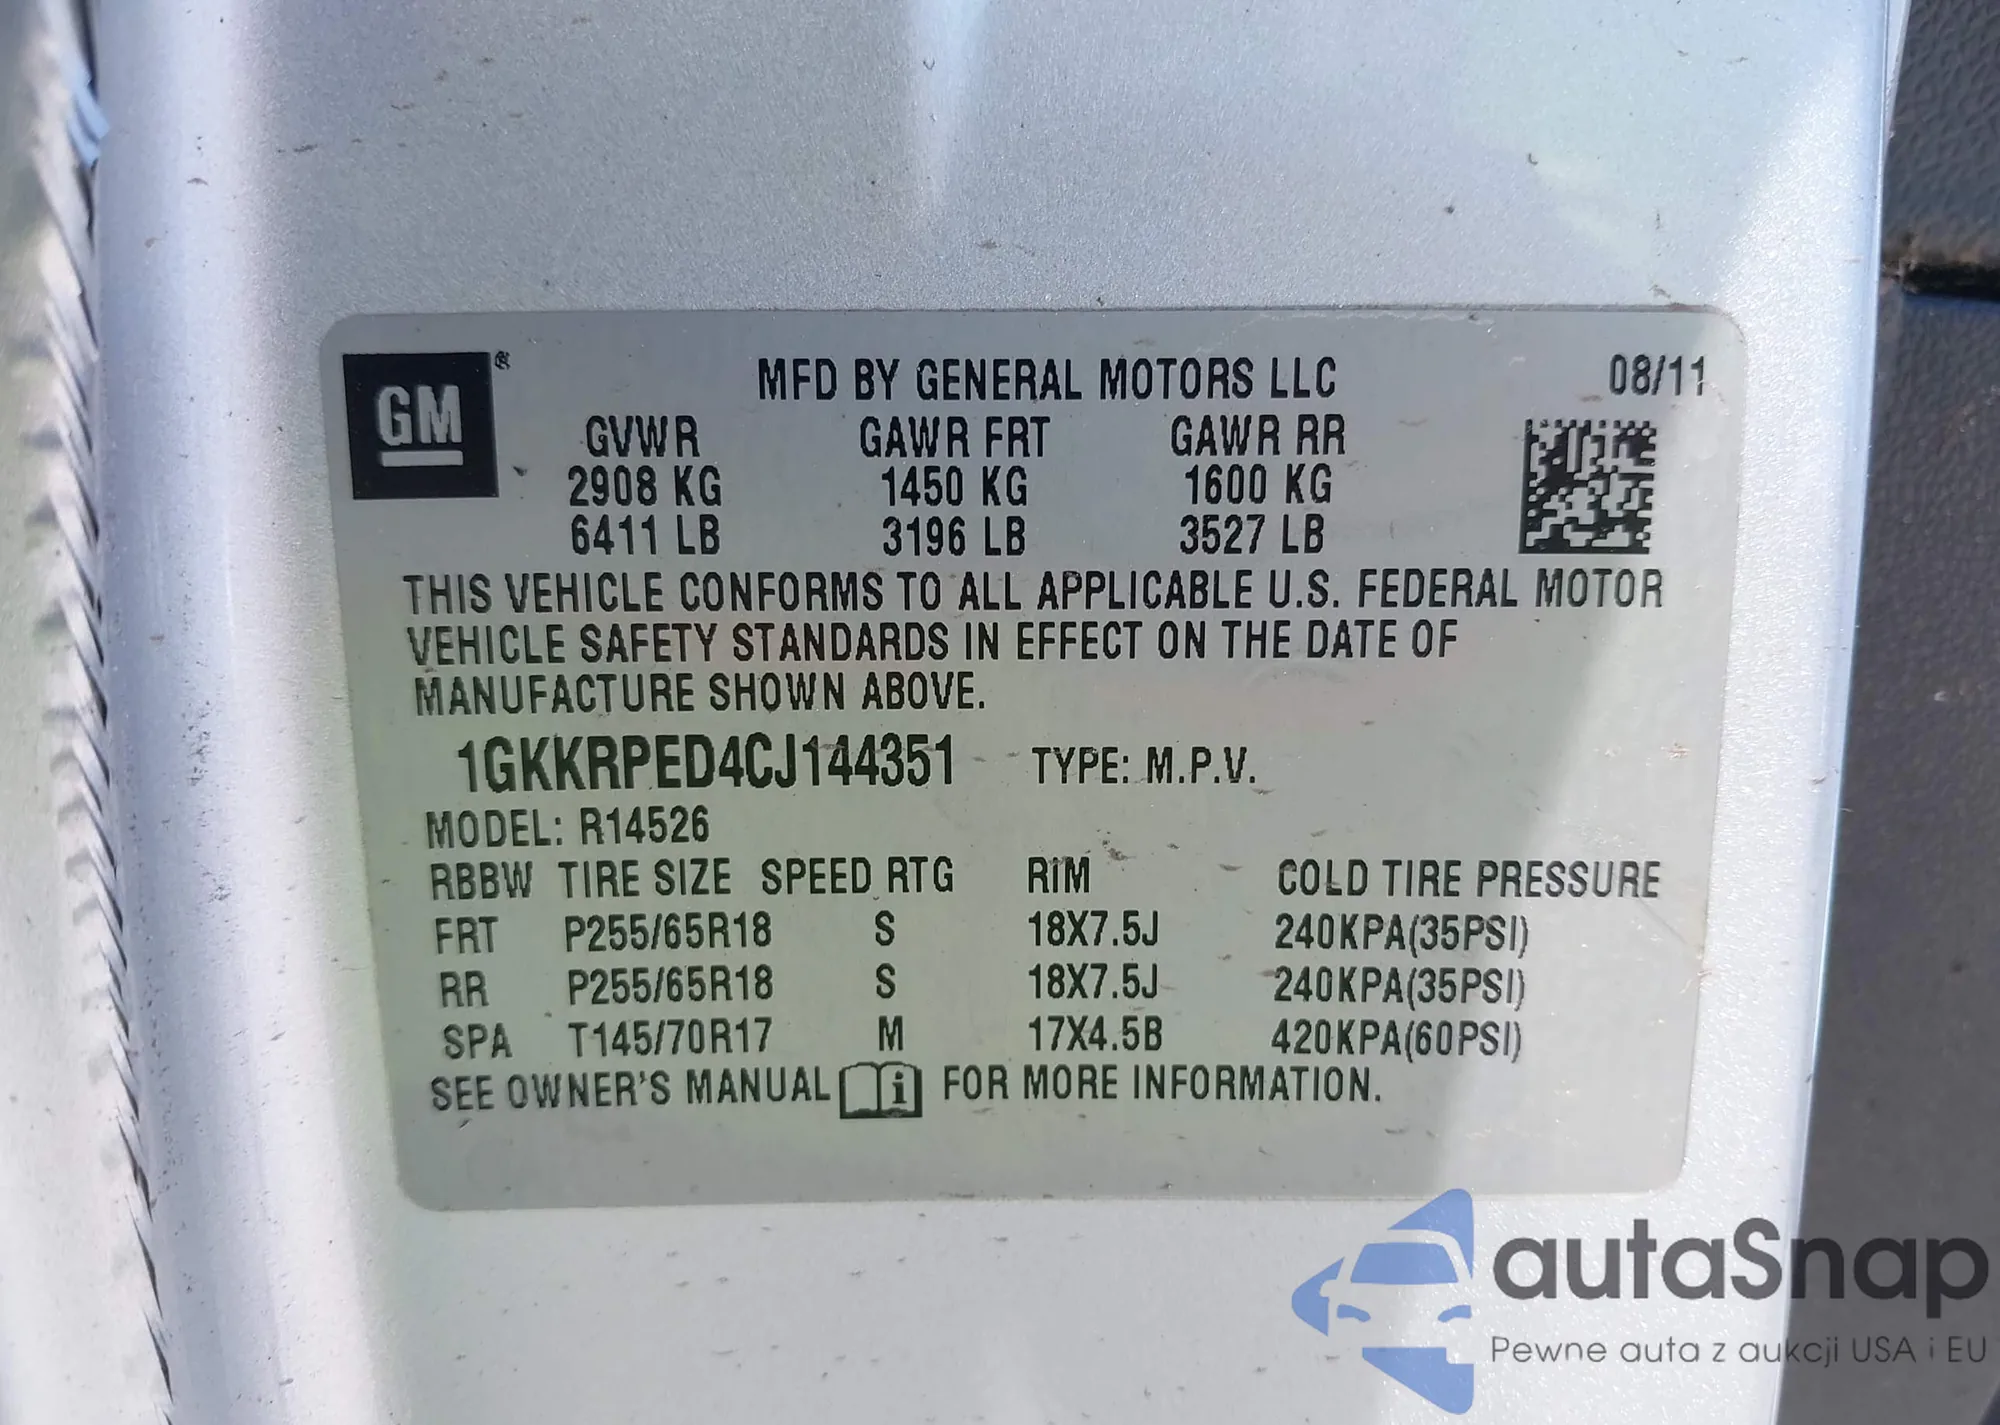 GM®
MFD BY GENERAL MOTORS LLC 08/11
GVWR GAWR FRT GAWR RR
2908 KG 1450 KG 1600 KG
6411 LB 3196 LB 3527 LB
THIS VEHICLE CONFORMS TO ALL APPLICABLE U.S. FEDERAL MOTOR
VEHICLE SAFETY STANDARDS IN EFFECT ON THE DATE OF
MANUFACTURE SHOWN ABOVE.
1GKKRPED4CJ144351 TYPE: M.P.V.
MODEL: R14526
RBBW TIRE SIZE SPEED RTG RIM COLD TIRE PRESSURE
FRT P255/65R18 S 18X7.5J 240KPA(35PSI)
RR P255/65R18 S 18X7.5J 240KPA(35PSI)
SPA T145/70R17 M 17X4.5B 420KPA(60PSI)
SEE OWNER'S MANUAL i FOR MORE INFORMATION.
autaSnap
Pewne auta z aukcji USA i EU